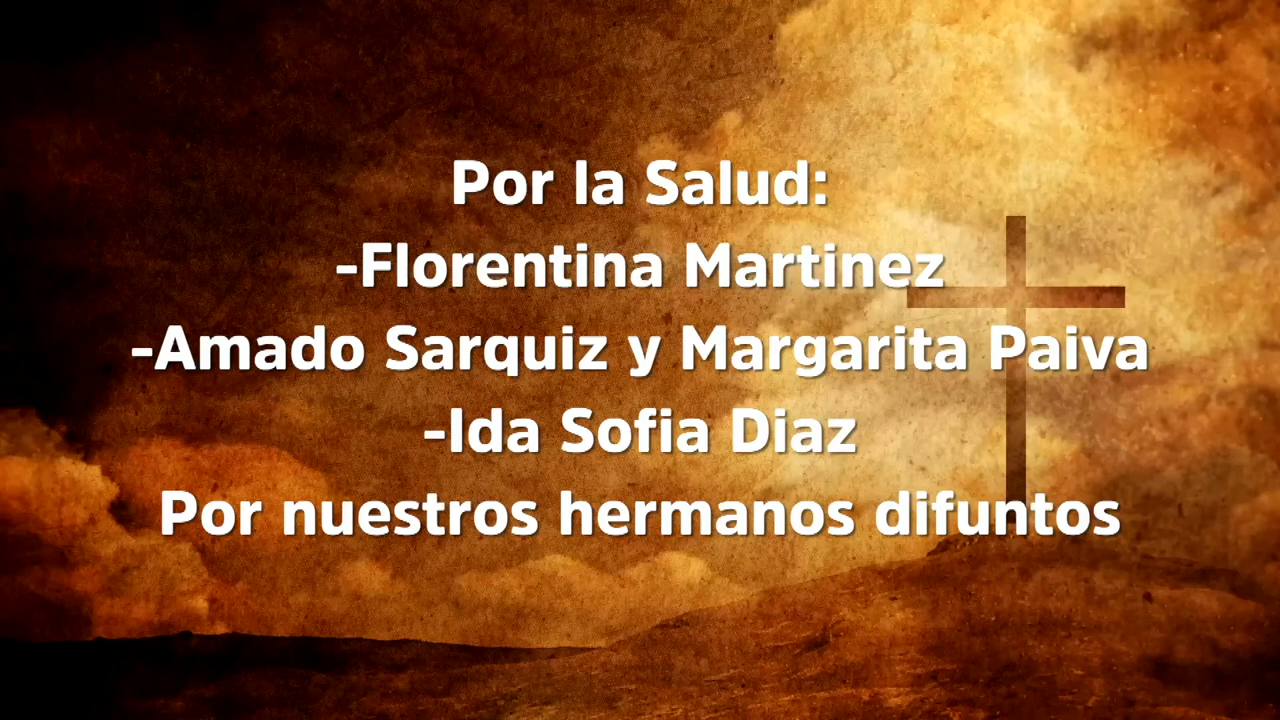 Por la Salud:
-Florentina Martinez
-Amado Sarquiz y Margarita Paiva
-Ida Sofia Diaz
Por nuestros hermanos difuntos